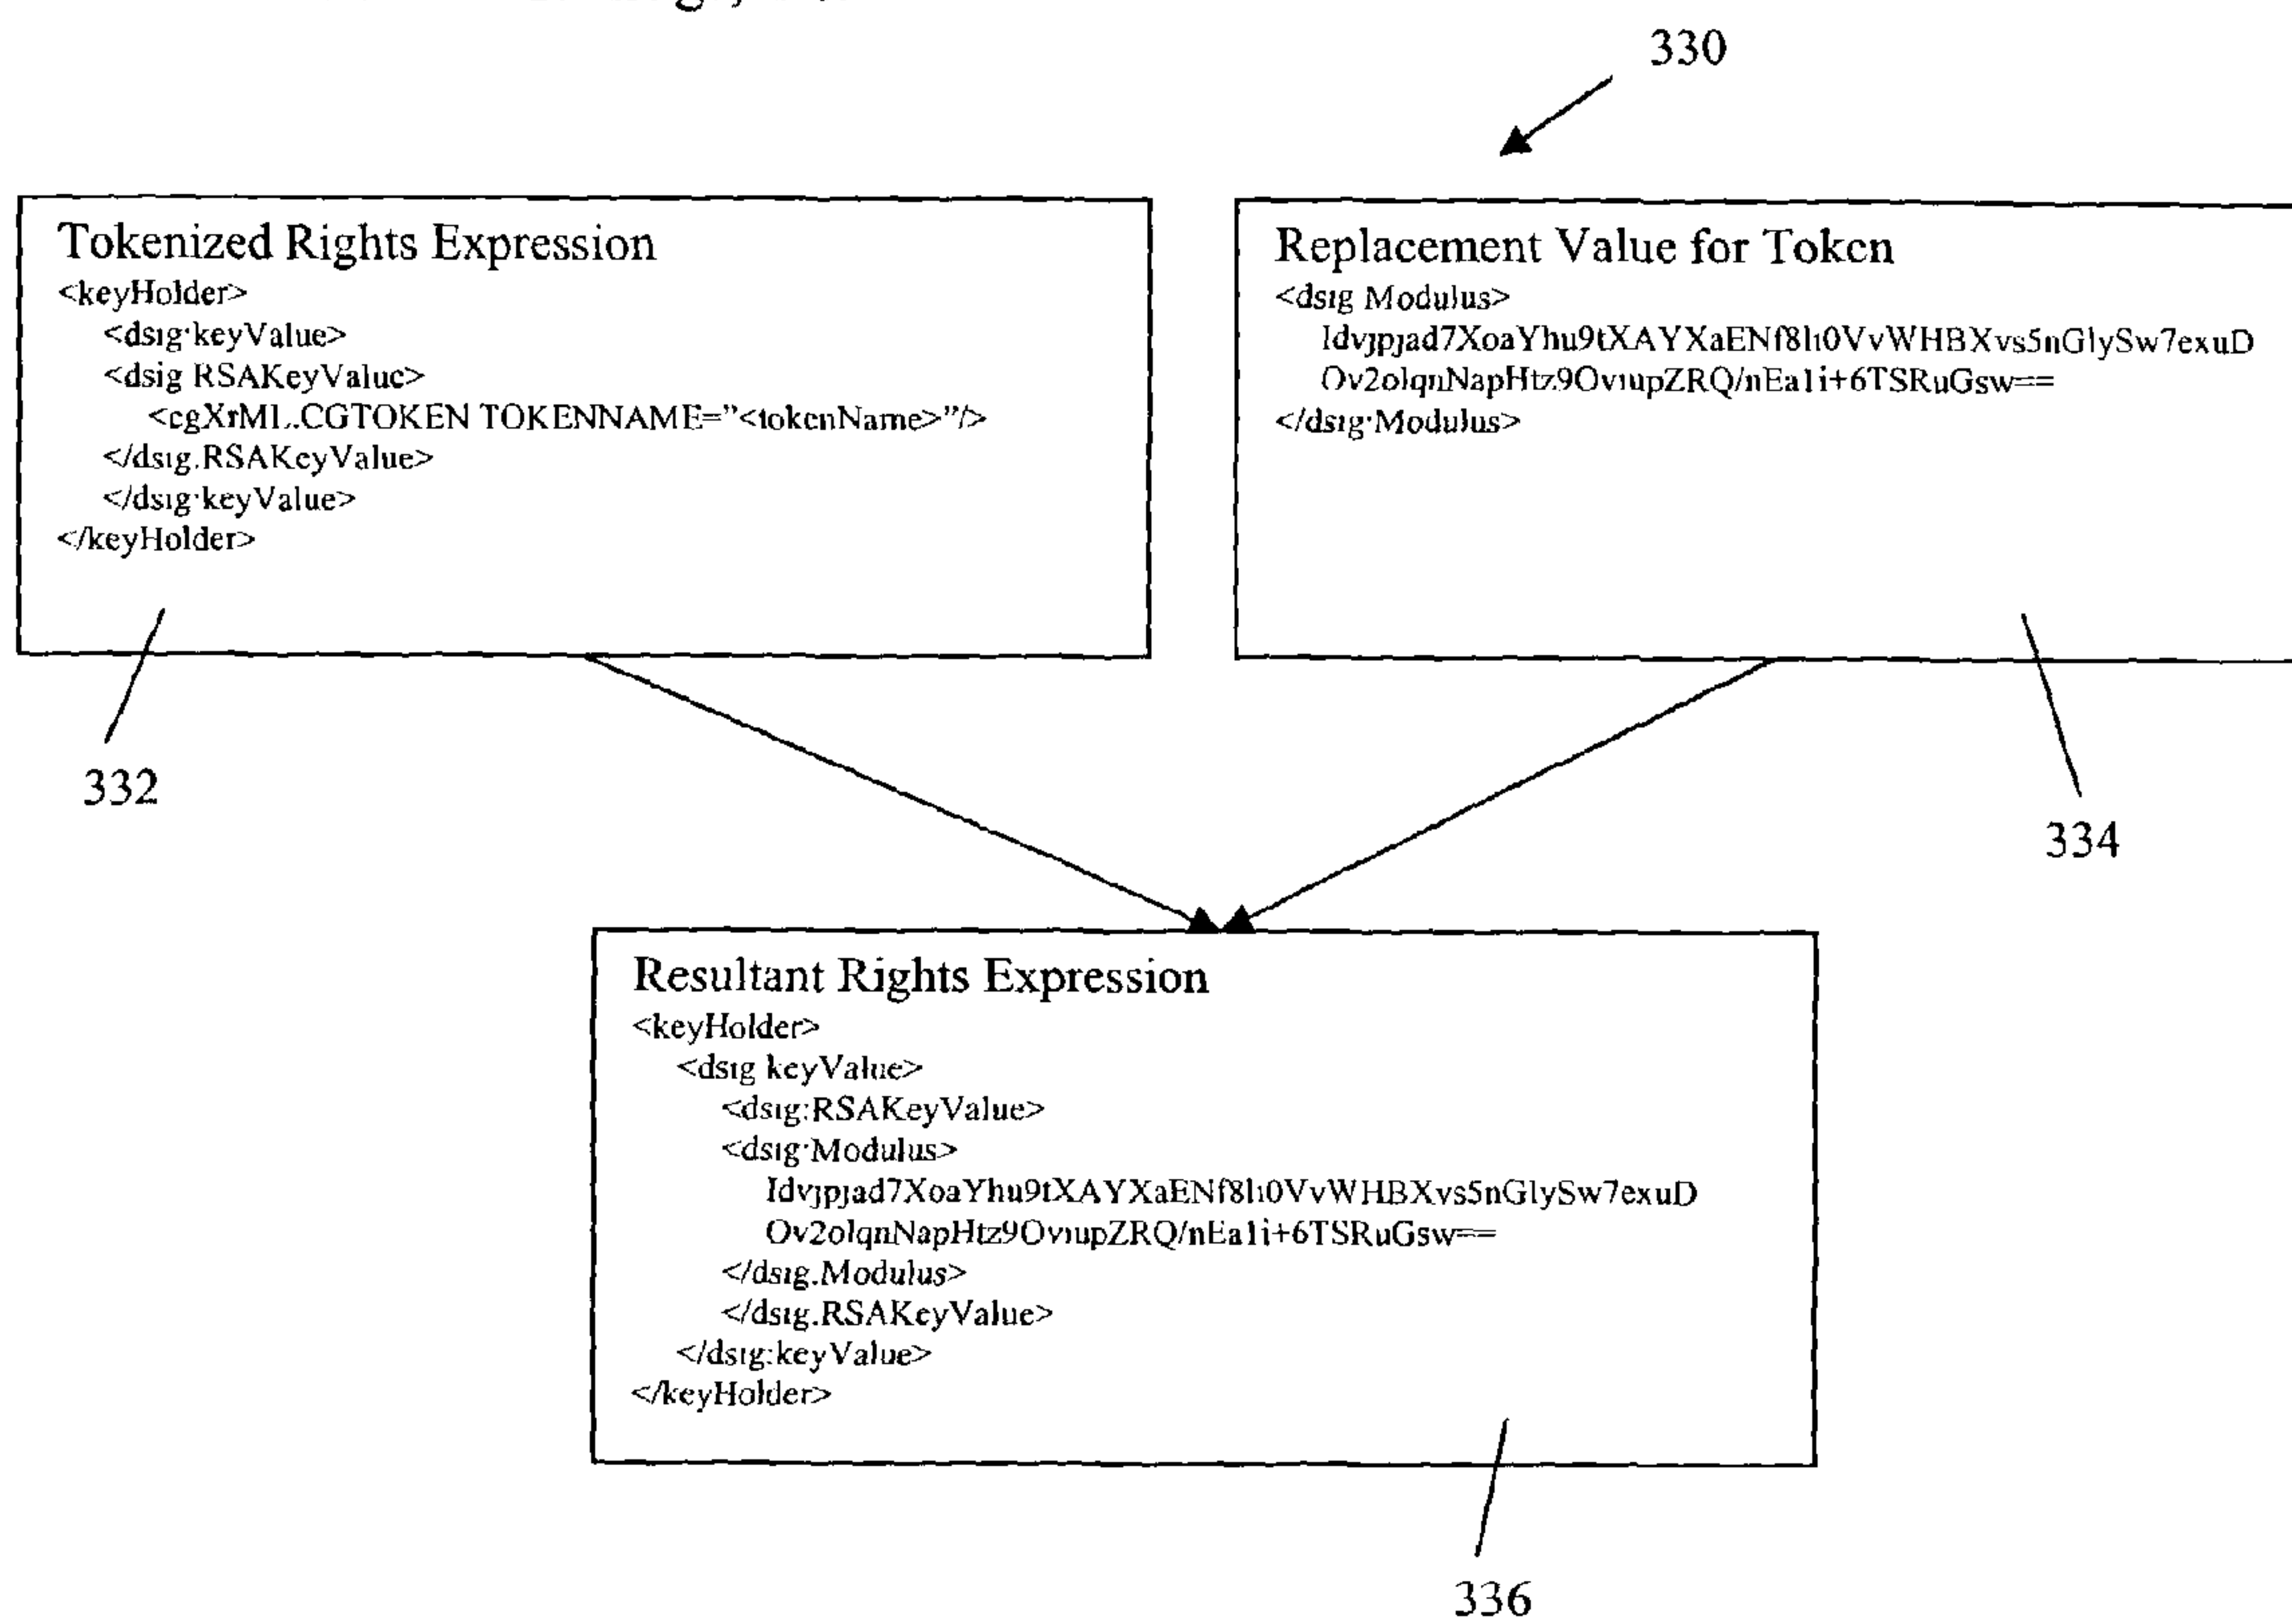 330
Tokenized Rights Expression
<keyHolder>
<dsig:keyValue>
<dsig RSAKeyValue>
<cgXrML.CGTOKEN TOKENNAME="<tokenName>"/>
</dsig.RSAKeyValue>
</dsig:keyValue>
</keyHolder>
332
Replacement Value for Token
<dsig Modulus>
Idvjpjad7XoaYhu9tXAYXaENf8h0VvWHBXvs5nGlySw7exuD
Ov2olqnNapHtz9OviupZRQ/nEa1i+6TSRuGsw==
</dsig:Modulus>
334
Resultant Rights Expression
<keyHolder>
<dsig keyValue>
<dsig:RSAKeyValue>
<dsig:Modulus>
Idvjpjad7XoaYhu9tXAYXaENf8h0VvWHBXvs5nGlySw7exuD
Ov2olqnNapHtz9OviupZRQ/nEa1i+6TSRuGsw==
</dsig.Modulus>
</dsig.RSAKeyValue>
</dsig:keyValue>
</keyHolder>
336